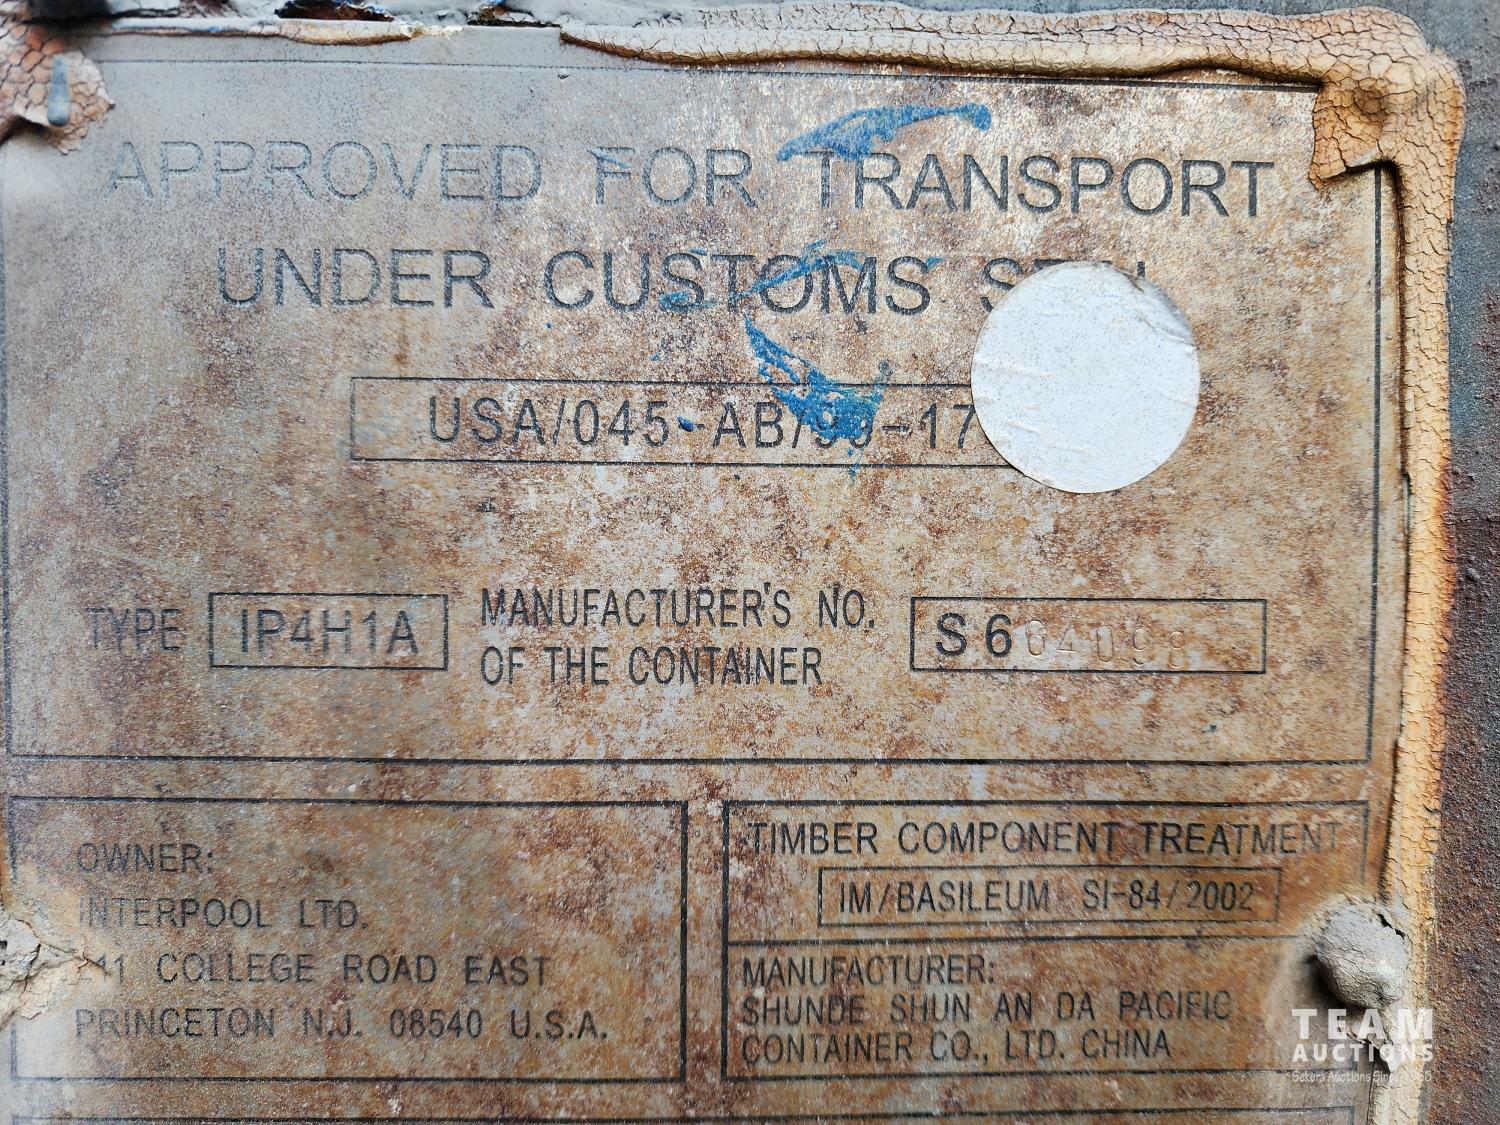 APPROVED FOR TRANSPORT
UNDER CUSTOMS
USA/045-AB/
TYPE IP4H1A
MANUFACTURER'S NO.
OF THE CONTAINER
OWNER:
INTERPOOL LTD.
COLLEGE ROAD EAST
PRINCETON N.J. 08540 U.S.A.
TIMBER COMPONENT TREATMENT
IM/BASILEUM SI-84/2002
MANUFACTURER:
SHUNDE SHUN AN DA PACIFIC
CONTAINER CO., LTD. CHINA
TEAM
AUCTIONS